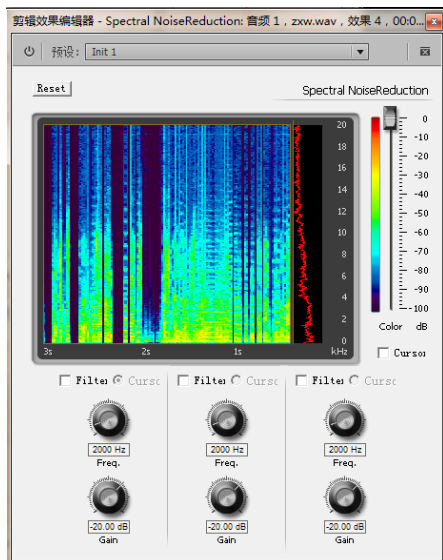 剪辑效果编辑器 - Spectral NoiseReduction: 音频 1，zxw.wav，效果 4，00:0...
预设: Init 1
Reset
Spectral NoiseReduction
20 0
18 -10
16 -20
14 -30
12 -40
10 -50
8 -60
6 -70
4 -80
2 -90
0 -100
3s 2s 1s kHz Color dB
Cursor
Filter Cursc Filter Cursc Filter Cursc
2000 Hz 2000 Hz 2000 Hz
Freq. Freq. Freq.
-20.00 dB -20.00 dB -20.00 dB
Gain Gain Gain